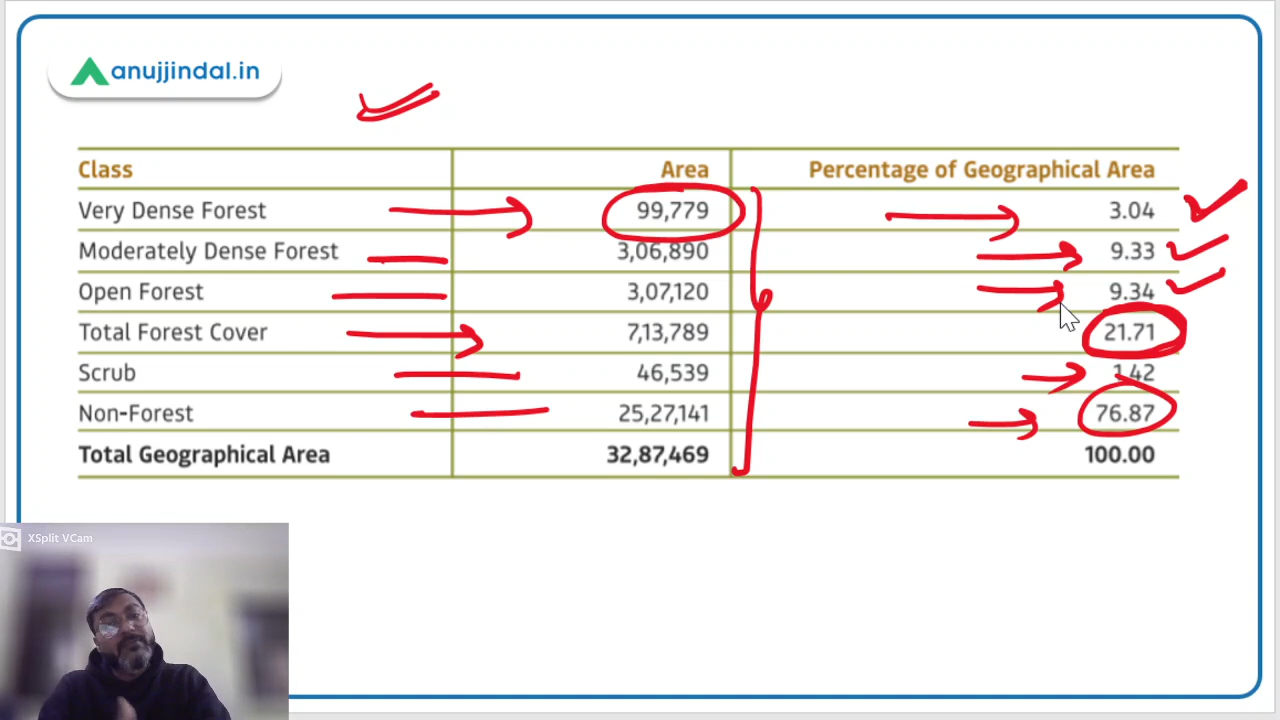 anujjindal.in
Class Area Percentage of Geographical Area
Very Dense Forest 99,779 3.04
Moderately Dense Forest 3,06,890 9.33
Open Forest 3,07,120 9.34
Total Forest Cover 7,13,789 21.71
Scrub 46,539 1.42
Non-Forest 25,27,141 76.87
Total Geographical Area 32,87,469 100.00
XSplit VCam